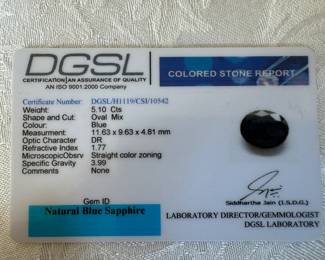 DGSL
CERTIFICATION | AN ASSURANCE OF QUALITY
AN ISO 9001.2000 Company
COLORED STONE REPORT
Certificate Number DGSL/H1119/CSI/10542
Weight: 5.10 Cts
Shape and Cut: Oval Mix
Colour: Blue
Measurment: 11.63 x 9.63 x 4.81 mm
Optic Character DR
Refractive Index 1.77
MicroscopicObsrv Straight color zoning
Specific Gravity 3.99
Comments None
Gem ID
Natural Blue Sapphire
Siddhartha Jain (I.S.D.G.)
LABORATORY DIRECTOR/GEMMOLOGIST
DGSL LABORATORY